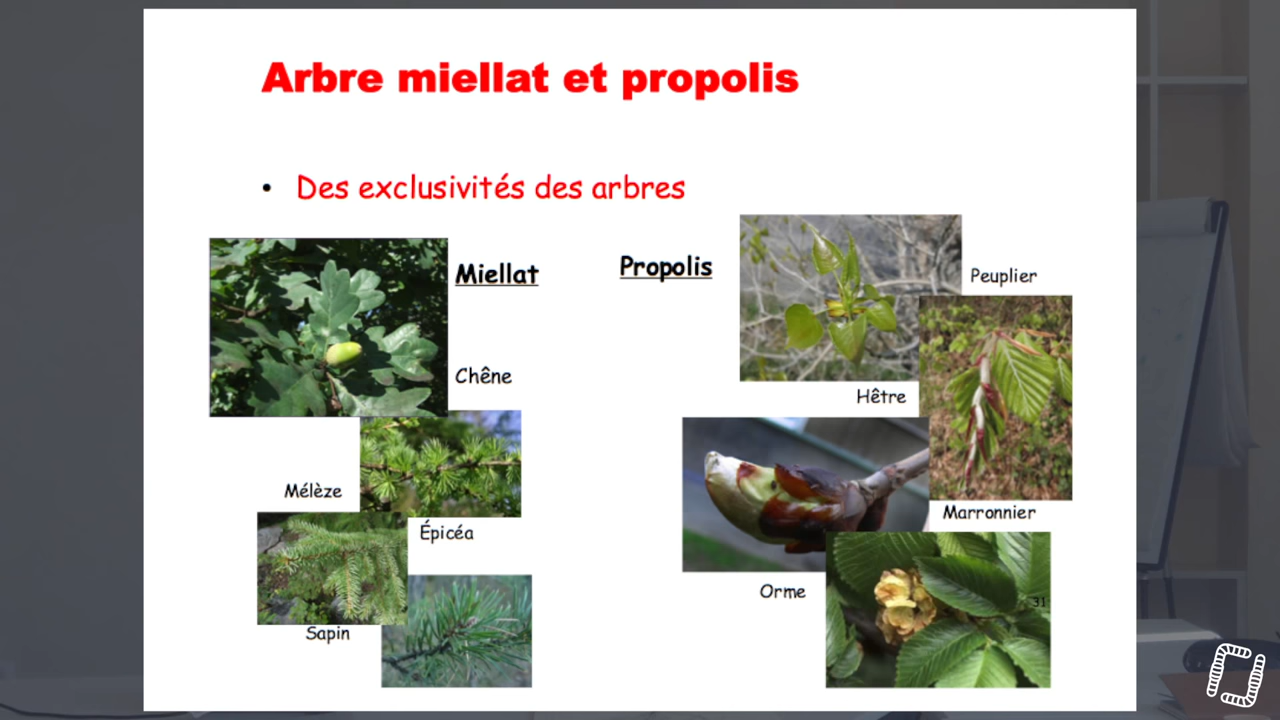 Arbre miellat et propolis
• Des exclusivités des arbres
Miellat
Chêne
Mélèze
Épicéa
Sapin
Propolis
Peuplier
Hêtre
Marronnier
Orme
31